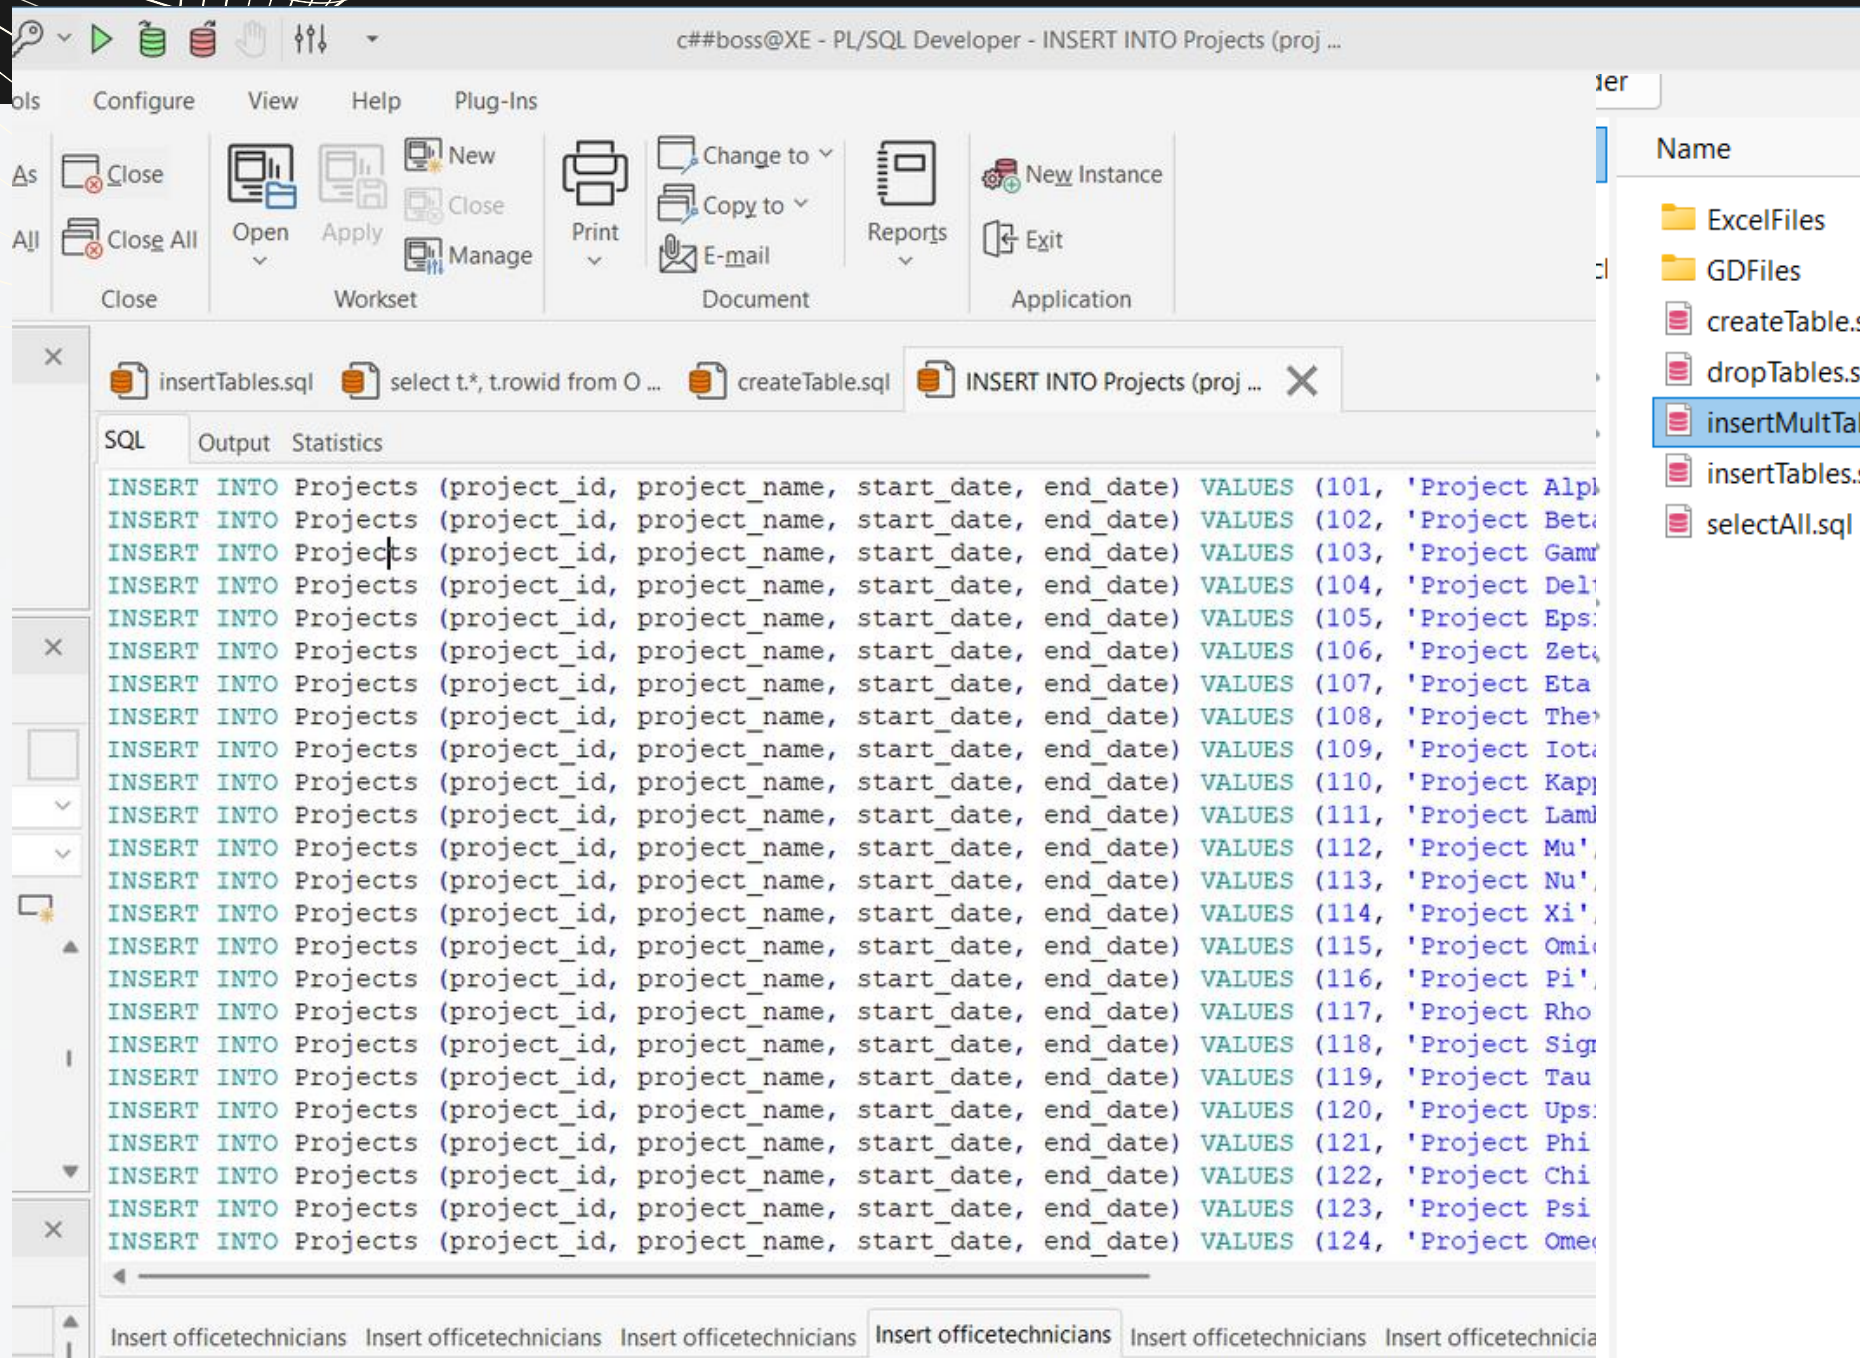 c##boss@XE - PL/SQL Developer - INSERT INTO Projects (proj ...
Configure View Help Plug-Ins
As Close Open Apply New Close Manage Print Change to Copy to E-mail Reports New Instance Exit
All Close All
Close Workset Document Application
insertTables.sql select t.*, t.rowid from O ... createTable.sql INSERT INTO Projects (proj ...
SQL Output Statistics
INSERT INTO Projects (project_id, project_name, start_date, end_date) VALUES (101, 'Project
INSERT INTO Projects (project_id, project_name, start_date, end_date) VALUES (102, 'Project
INSERT INTO Projects (project_id, project_name, start_date, end_date) VALUES (103, 'Project
INSERT INTO Projects (project_id, project_name, start_date, end_date) VALUES (104, 'Project
INSERT INTO Projects (project_id, project_name, start_date, end_date) VALUES (105, 'Project
INSERT INTO Projects (project_id, project_name, start_date, end_date) VALUES (106, 'Project
INSERT INTO Projects (project_id, project_name, start_date, end_date) VALUES (107, 'Project Eta
INSERT INTO Projects (project_id, project_name, start_date, end_date) VALUES (108, 'Project
INSERT INTO Projects (project_id, project_name, start_date, end_date) VALUES (109, 'Project
INSERT INTO Projects (project_id, project_name, start_date, end_date) VALUES (110, 'Project
INSERT INTO Projects (project_id, project_name, start_date, end_date) VALUES (111, 'Project
INSERT INTO Projects (project_id, project_name, start_date, end_date) VALUES (112, 'Project Mu',
INSERT INTO Projects (project_id, project_name, start_date, end_date) VALUES (113, 'Project Nu',
INSERT INTO Projects (project_id, project_name, start_date, end_date) VALUES (114, 'Project Xi',
INSERT INTO Projects (project_id, project_name, start_date, end_date) VALUES (115, 'Project
INSERT INTO Projects (project_id, project_name, start_date, end_date) VALUES (116, 'Project Pi',
INSERT INTO Projects (project_id, project_name, start_date, end_date) VALUES (117, 'Project Rho
INSERT INTO Projects (project_id, project_name, start_date, end_date) VALUES (118, 'Project
INSERT INTO Projects (project_id, project_name, start_date, end_date) VALUES (119, 'Project Tau
INSERT INTO Projects (project_id, project_name, start_date, end_date) VALUES (120, 'Project
INSERT INTO Projects (project_id, project_name, start_date, end_date) VALUES (121, 'Project Phi
INSERT INTO Projects (project_id, project_name, start_date, end_date) VALUES (122, 'Project Chi
INSERT INTO Projects (project_id, project_name, start_date, end_date) VALUES (123, 'Project Psi
INSERT INTO Projects (project_id, project_name, start_date, end_date) VALUES (124, 'Project
Insert officetechnicians Insert officetechnicians Insert officetechnicians Insert officetechnicians Insert officetechnicians Insert
Name
ExcelFiles
GDFiles
createTable.s
dropTables.s
insertMultTa
insertTables.s
selectAll.sql